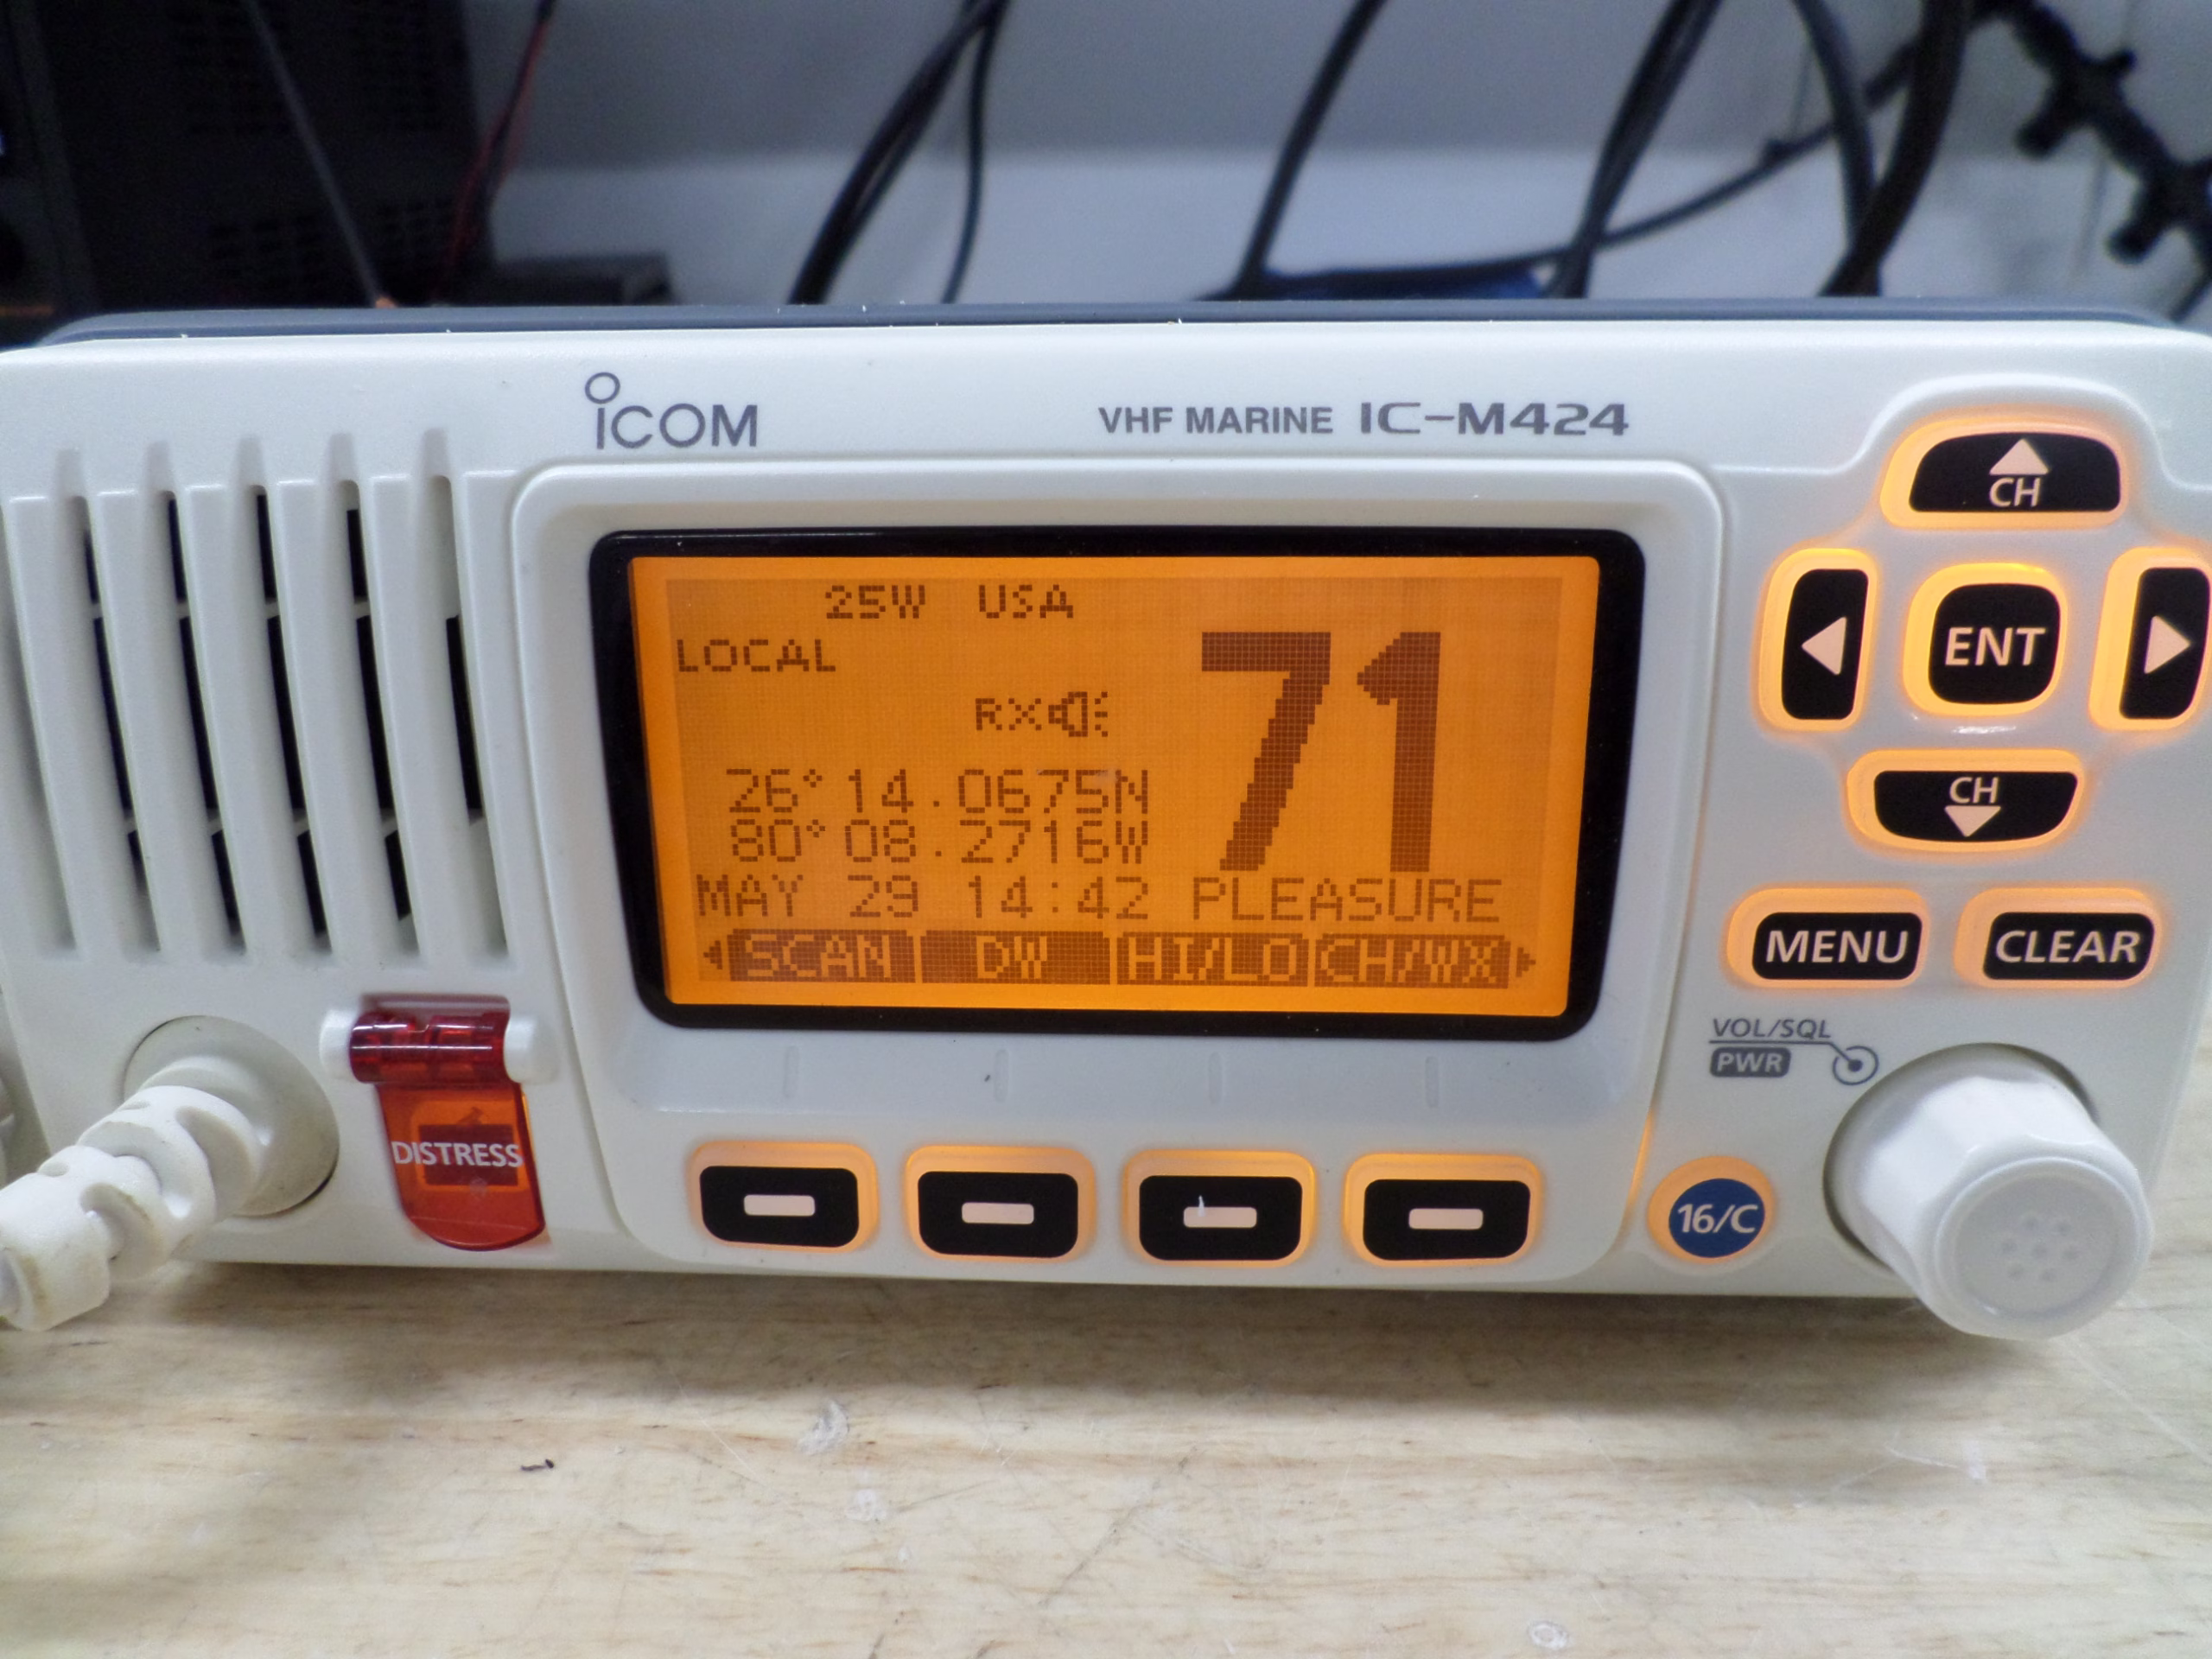 ICOM
VHF MARINE IC-M424
25W USA
LOCAL
71
RX
26°14.0675N
80°08.2716W
MAY 29 14:42 PLEASURE
SCAN DW HI/LO CH/WX
CH
ENT
CH
MENU CLEAR
VOL/SQL
PWR
DISTRESS
16/C